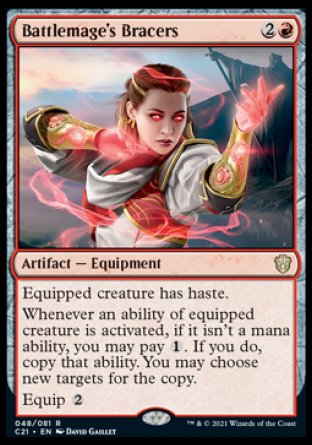 Battlemage's Bracers 2
Artifact — Equipment
Equipped creature has haste.
Whenever an ability of equipped
creature is activated, if it isn't a mana
ability, you may pay 1. If you do,
copy that ability. You may choose
new targets for the copy.
Equip 2
048/081 R
C21 • EN DAVID GAILLET
™ & © 2021 Wizards of the Coast